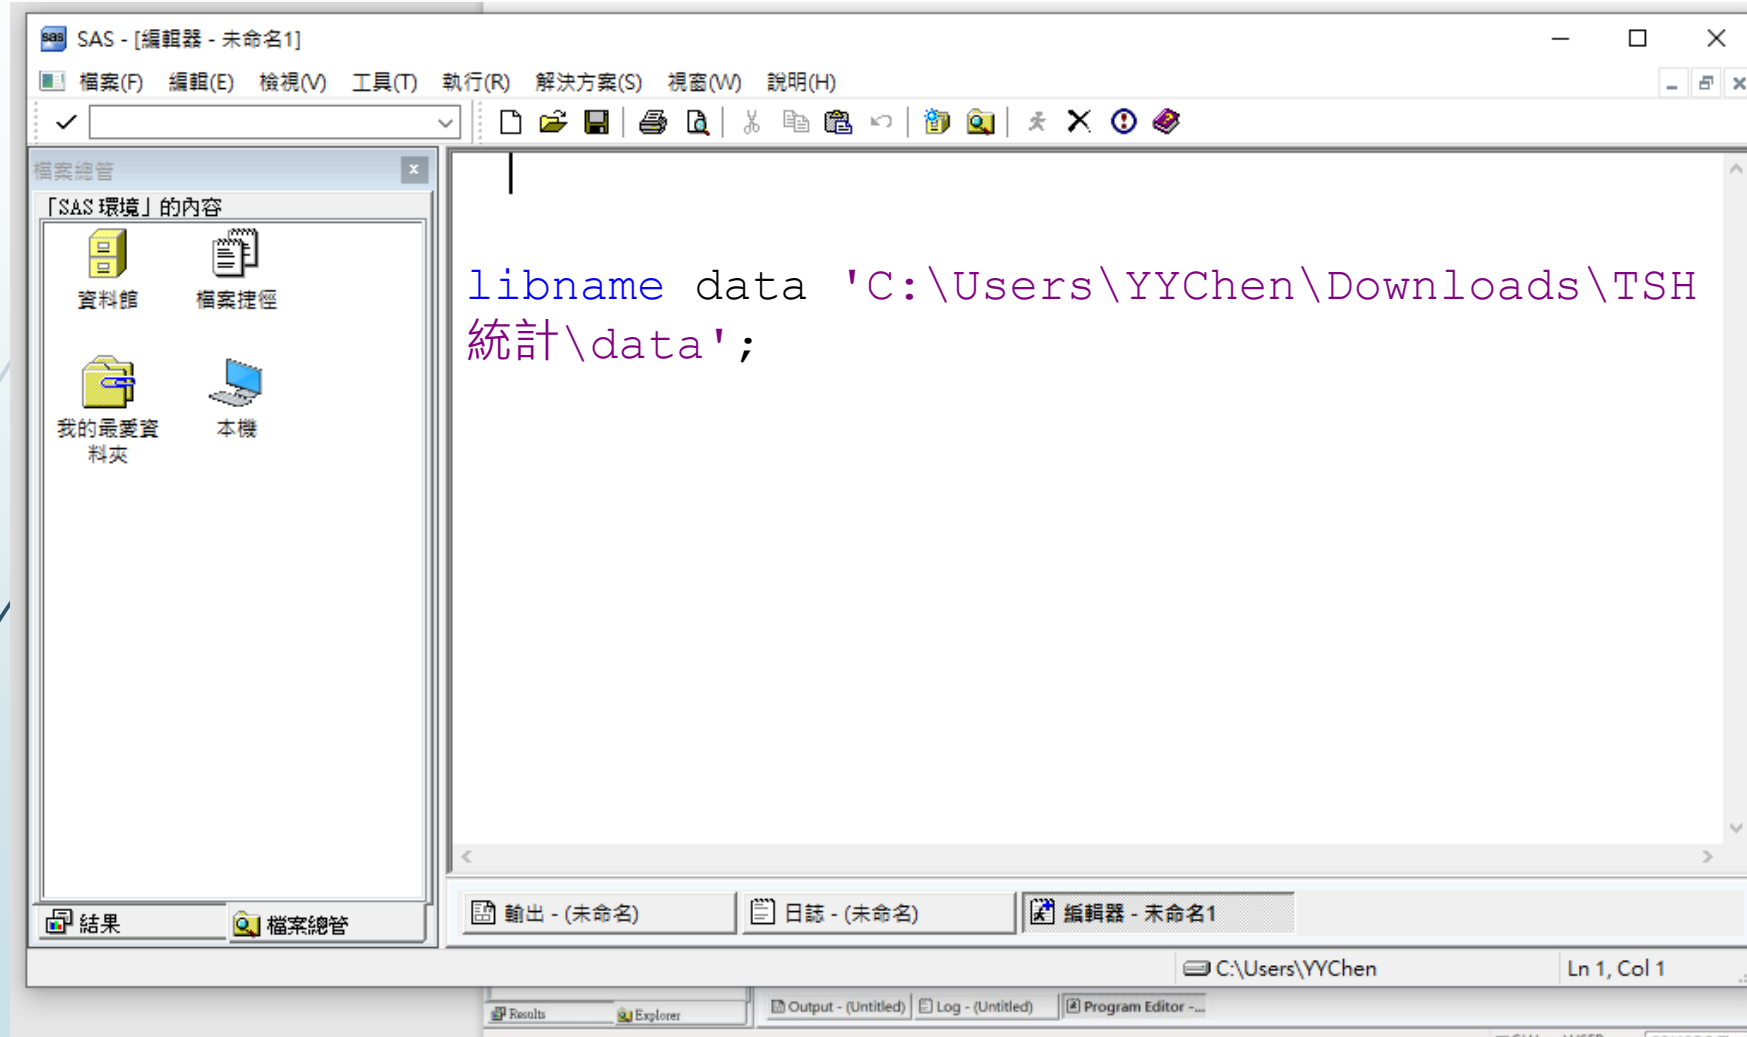 SAS - [編輯器 - 未命名1]
檔案(F) 編輯(E) 檢視(V) 工具(T) 執行(R) 解決方案(S) 視窗(W) 說明(H)
檔案總管
「SAS 環境」的內容
資料館
檔案捷徑
我的最愛資
料夾
本機
libname data 'C:\Users\YYChen\Downloads\TSH
統計\data';
結果
檔案總管
輸出 - (未命名)
日誌 - (未命名)
編輯器 - 未命名1
C:\Users\YYChen
Ln 1, Col 1
Results
Explorer
Output - (Untitled)
Log - (Untitled)
Program Editor -...